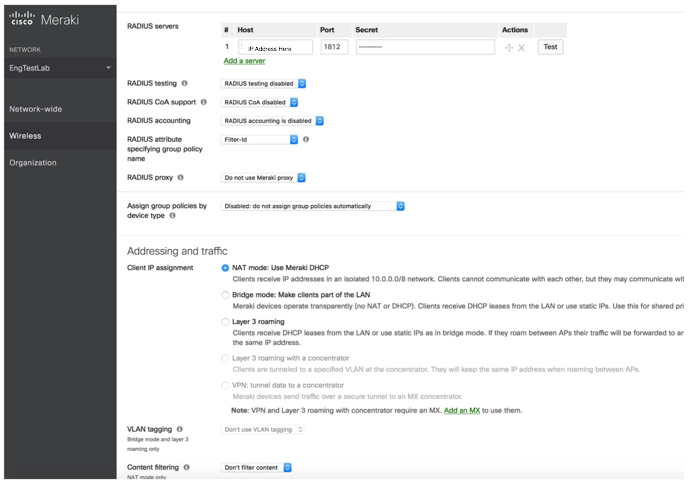 cisco Meraki
NETWORK
EngTestLab
Network-wide
Wireless
Organization
RADIUS servers
# Host Port Secret Actions
1 IP Address Here 1812 Test
Add a server
RADIUS testing RADIUS testing disabled
RADIUS CoA support RADIUS CoA disabled
RADIUS accounting RADIUS accounting is disabled
RADIUS attribute Filter-Id
specifying group policy
name
RADIUS proxy Do not use Meraki proxy
Assign group policies by Disabled: do not assign group policies automatically
device type
Addressing and traffic
Client IP assignment NAT mode: Use Meraki DHCP
Clients receive IP addresses in an isolated 10.0.0.0/8 network. Clients cannot communicate with each other, but they may communicate wit
Bridge mode: Make clients part of the LAN
Meraki devices operate transparently (no NAT or DHCP). Clients receive DHCP leases from the LAN or use static IPs. Use this for shared pri
Layer 3 roaming
Clients receive DHCP leases from the LAN or use static IPs as in bridge mode. If they roam between APs their traffic will be forwarded to an
the same IP address.
Layer 3 roaming with a concentrator
Clients are tunneled to a specified VLAN at the concentrator. They will keep the same IP address when roaming between APs.
VPN: tunnel data to a concentrator
Meraki devices send traffic over a secure tunnel to an MX concentrator.
Note: VPN and Layer 3 roaming with concentrator require an MX. Add an MX to use them.
VLAN tagging Don't use VLAN tagging
Bridge mode and layer 3
roaming only
Content filtering Don't filter content
NAT mode only